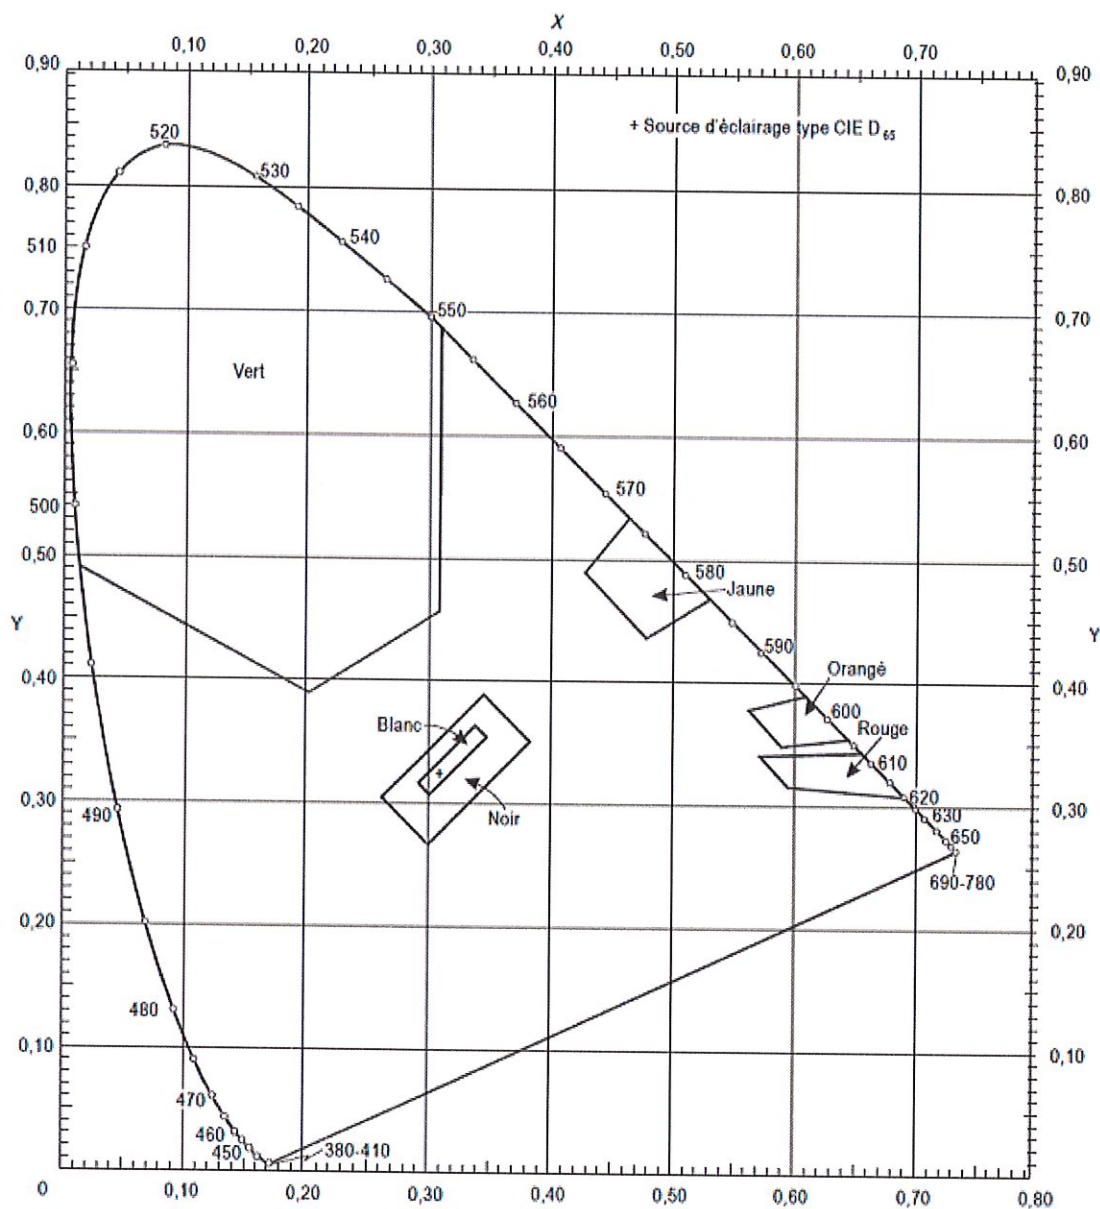 X
0,10 0,20 0,30 0,40 0,50 0,60 0,70
0,90 0,90
+ Source d'éclairage type CIE D65
520
530
0,80 0,80
510 540
0,70 550 0,70
Vert
560
0,60 0,60
570
500
0,50 0,50
580
Jaune
Y Y
590
0,40 0,40
Orangé
600
Blanc Rouge
610
0,30 620 0,30
490 Noir 630
650
690-780
0,20 0,20
480
0,10 0,10
470
460
450 380-410
0 0,10 0,20 0,30 0,40 0,50 0,60 0,70 0,80